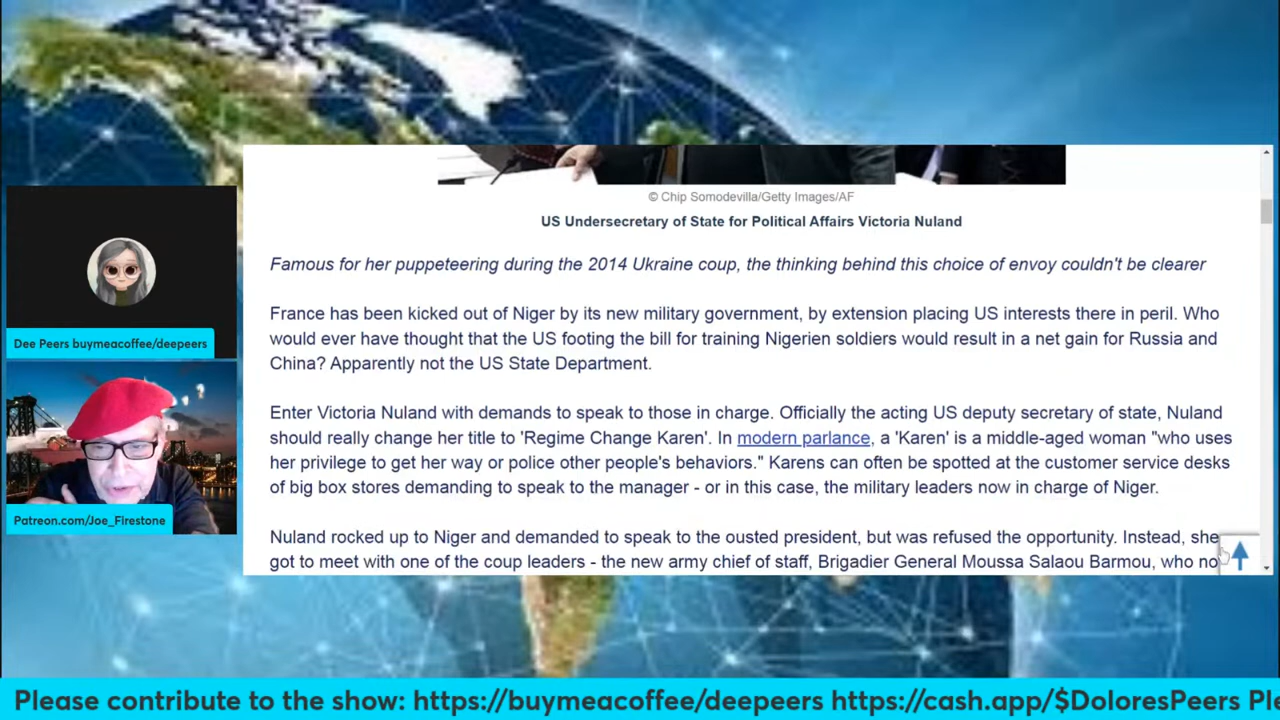 © Chip Somodevilla/Getty Images/AF
US Undersecretary of State for Political Affairs Victoria Nuland
Famous for her puppeteering during the 2014 Ukraine coup, the thinking behind this choice of envoy couldn't be clearer
France has been kicked out of Niger by its new military government, by extension placing US interests there in peril. Who
would ever have thought that the US footing the bill for training Nigerien soldiers would result in a net gain for Russia and
China? Apparently not the US State Department.
Enter Victoria Nuland with demands to speak to those in charge. Officially the acting US deputy secretary of state, Nuland
should really change her title to 'Regime Change Karen'. In modern parlance, a 'Karen' is a middle-aged woman "who uses
her privilege to get her way or police other people's behaviors." Karens can often be spotted at the customer service desks
of big box stores demanding to speak to the manager - or in this case, the military leaders now in charge of Niger.
Nuland rocked up to Niger and demanded to speak to the ousted president, but was refused the opportunity. Instead, she
got to meet with one of the coup leaders - the new army chief of staff, Brigadier General Moussa Salaou Barmou, who no
Dee Peers buymeacoffee/deepeers
Patreon.com/Joe_Firestone
Please contribute to the show: https://buymeacoffee/deepeers https://cash.app/$DoloresPeers Ple